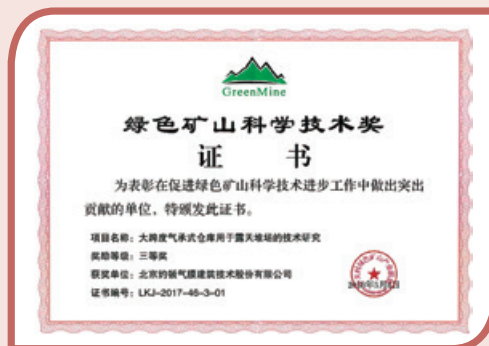 GreenMine
绿色矿山科学技术奖
证 书
为表彰在促进绿色矿山科学技术进步工作中做出突出
贡献的单位，特颁发此证书。
项目名称：大跨度气承式仓库用于露天堆场的技术研究
奖励等级：三等奖
获奖单位：北京约顿气膜建筑技术股份有限公司
证书编号：LKJ-2017-46-3-01